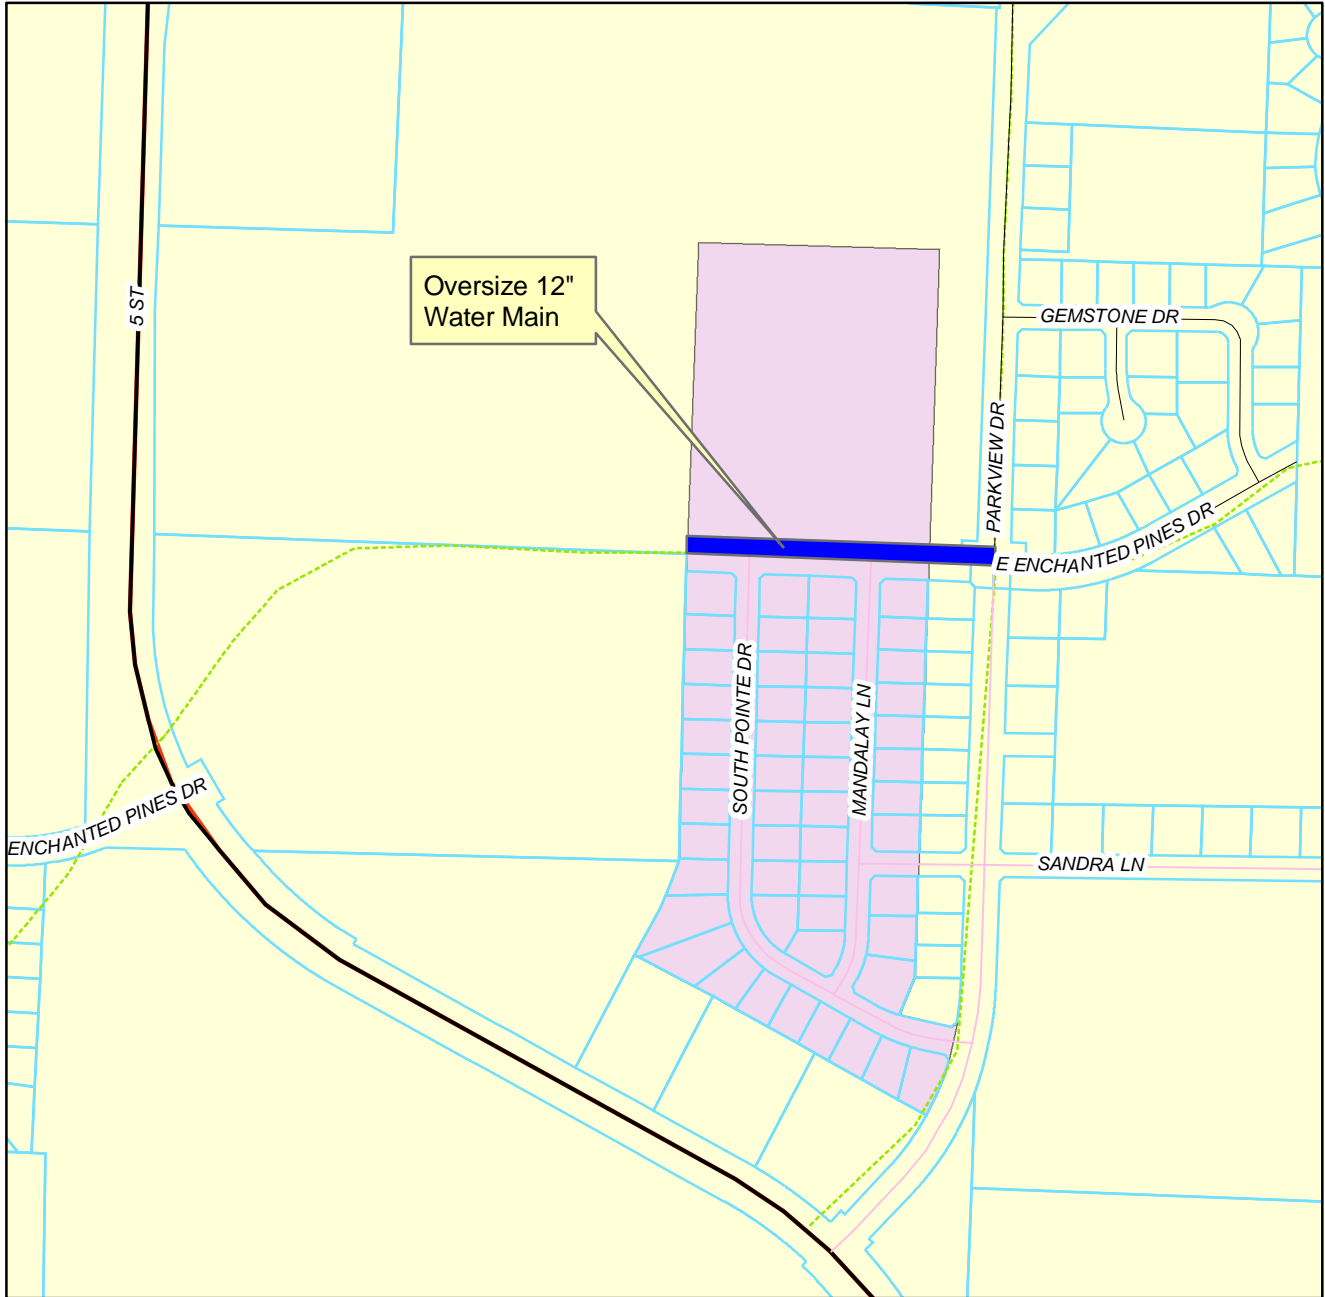 Oversize 12"
Water Main
5 ST
GEMSTONE DR
PARKVIEW DR
E ENCHANTED PINES DR
SOUTH POINTE DR
MANDALAY LN
ENCHANTED PINES DR
SANDRA LN